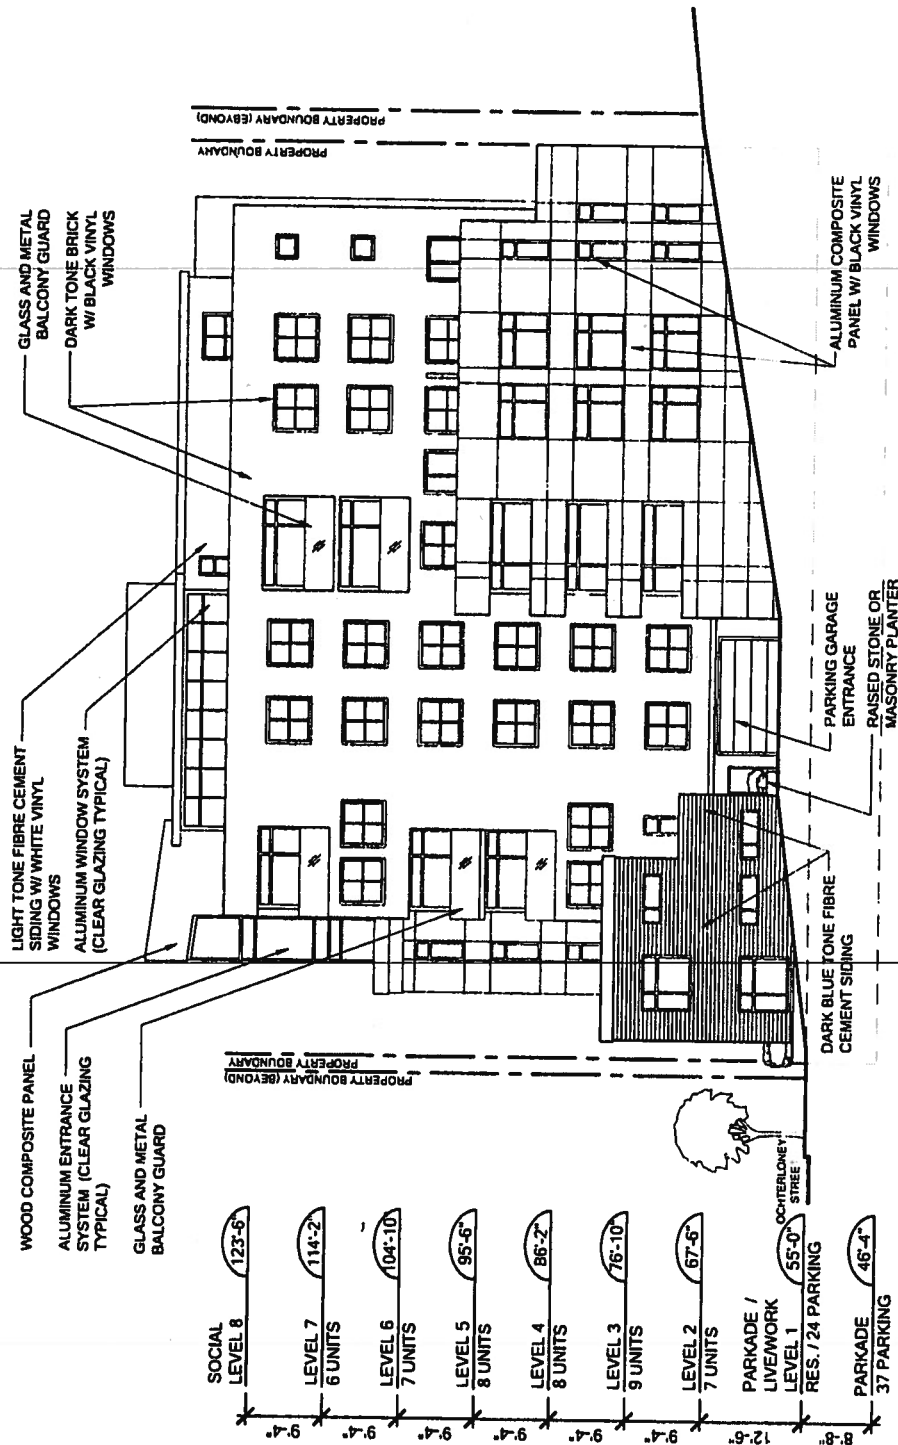 WOOD COMPOSITE PANEL
ALUMINUM ENTRANCE
SYSTEM (CLEAR GLAZING
TYPICAL)
GLASS AND METAL
BALCONY GUARD
LIGHT TONE FIBRE CEMENT
SIDING W/ WHITE VINYL
WINDOWS
ALUMINUM WINDOW SYSTEM
(CLEAR GLAZING TYPICAL)
GLASS AND METAL
BALCONY GUARD
DARK TONE BRICK
W/ BLACK VINYL
WINDOWS
PROPERTY BOUNDARY (BEYOND)
PROPERTY BOUNDARY
PROPERTY BOUNDARY
PROPERTY BOUNDARY (EBYOND)
SOCIAL
LEVEL 8
123'-6"
9'-4"
LEVEL 7
6 UNITS
114'-2"
9'-4"
LEVEL 6
7 UNITS
104'-10"
9'-4"
LEVEL 5
8 UNITS
95'-6"
9'-4"
LEVEL 4
8 UNITS
86'-2"
9'-4"
LEVEL 3
9 UNITS
76'-10"
9'-4"
LEVEL 2
7 UNITS
67'-6"
12'-6"
PARKADE /
LIVE/WORK
LEVEL 1
RES. / 24 PARKING
55'-0"
8'-8"
PARKADE
37 PARKING
46'-4"
OCHTERLONEY
STREET
DARK BLUE TONE FIBRE
CEMENT SIDING
PARKING GARAGE
ENTRANCE
RAISED STONE OR
MASONRY PLANTER
ALUMINUM COMPOSITE
PANEL W/ BLACK VINYL
WINDOWS